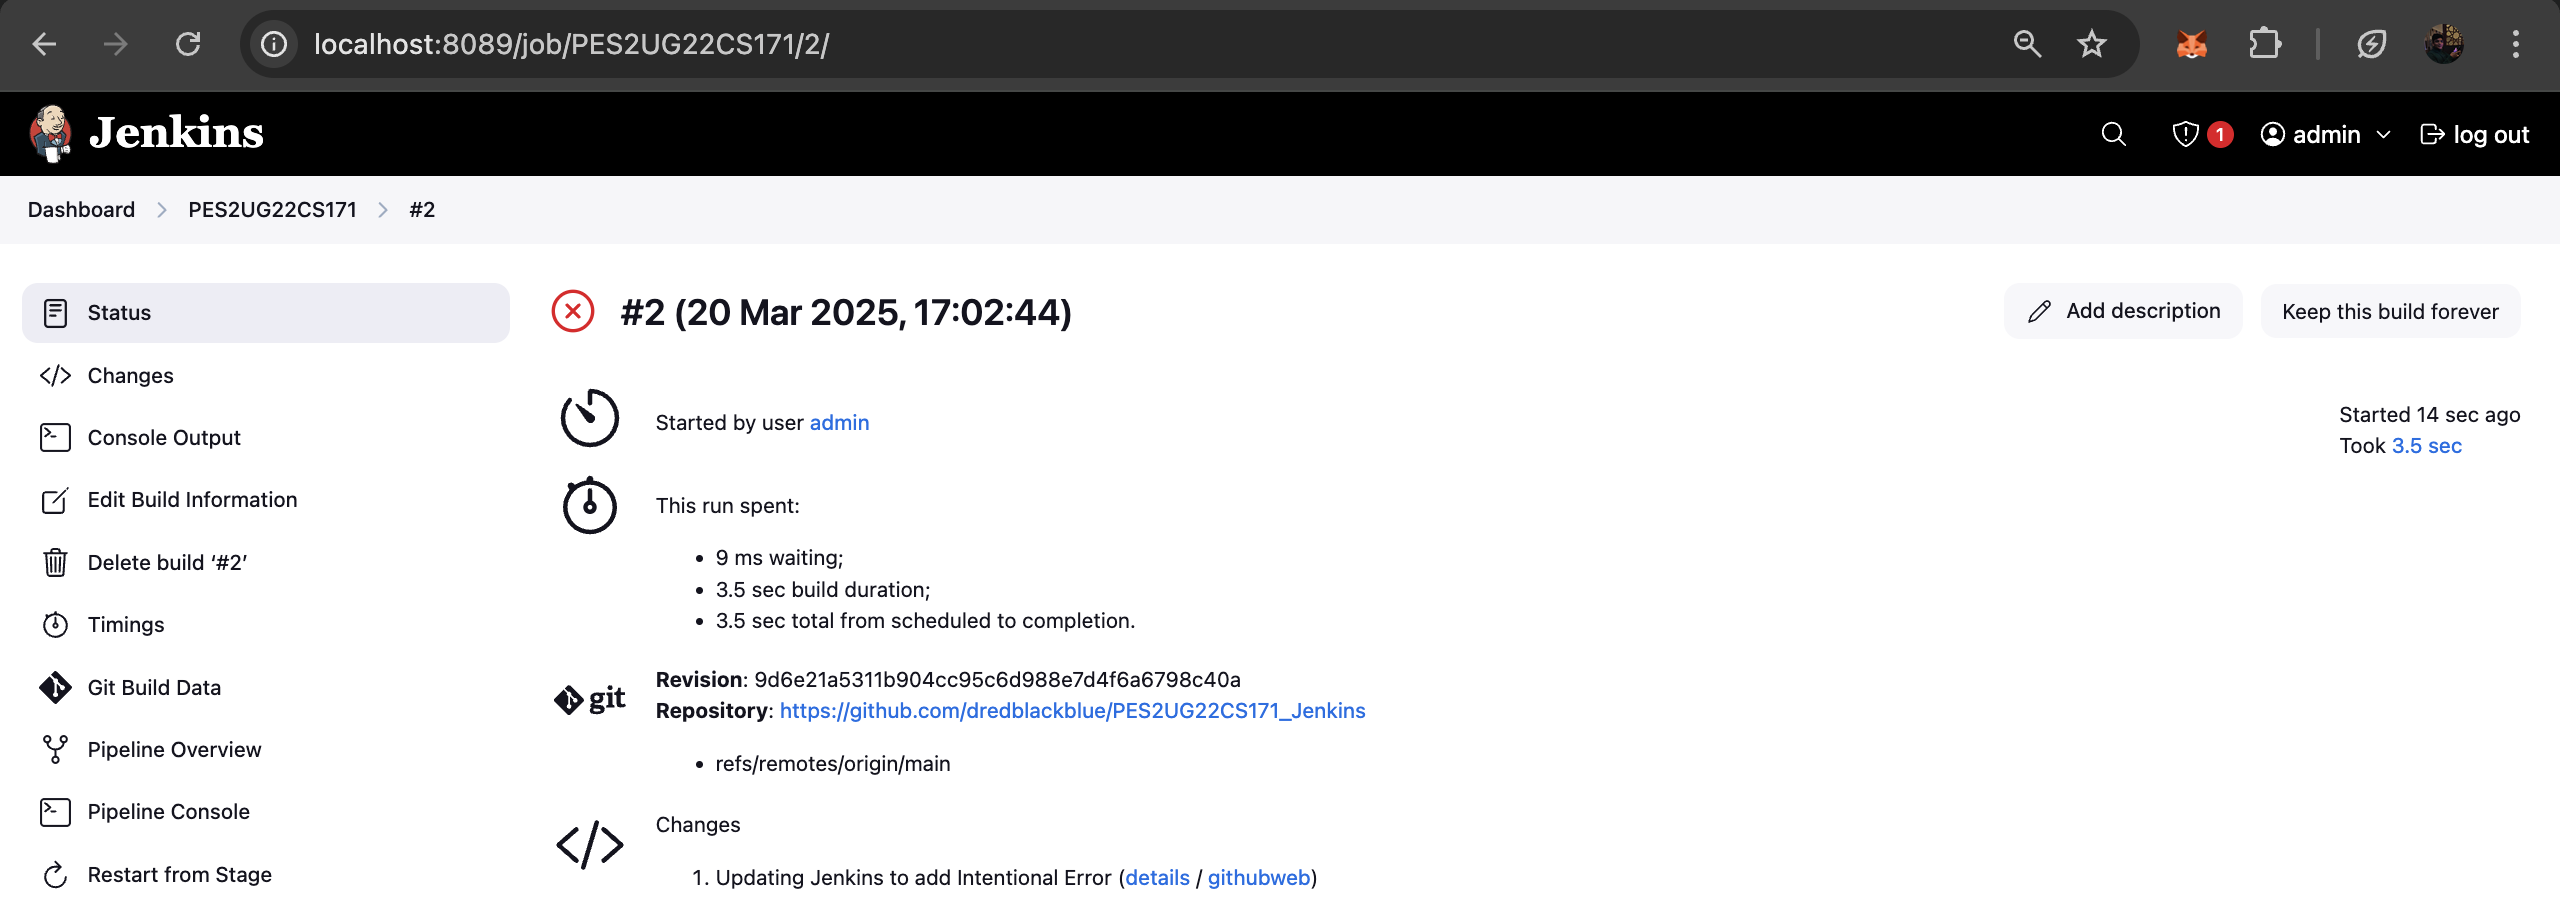 localhost:8089/job/PES2UG22CS171/2/
Jenkins
1
admin
log out
Dashboard
PES2UG22CS171
#2
Status
Changes
Console Output
Edit Build Information
Delete build ‘#2’
Timings
Git Build Data
Pipeline Overview
Pipeline Console
Restart from Stage
#2 (20 Mar 2025, 17:02:44)
Add description
Keep this build forever
Started by user admin
Started 14 sec ago
Took 3.5 sec
This run spent:
• 9 ms waiting;
• 3.5 sec build duration;
• 3.5 sec total from scheduled to completion.
git
Revision: 9d6e21a5311b904cc95c6d988e7d4f6a6798c40a
Repository: https://github.com/dredblackblue/PES2UG22CS171_Jenkins
• refs/remotes/origin/main
Changes
1. Updating Jenkins to add Intentional Error (details / githubweb)